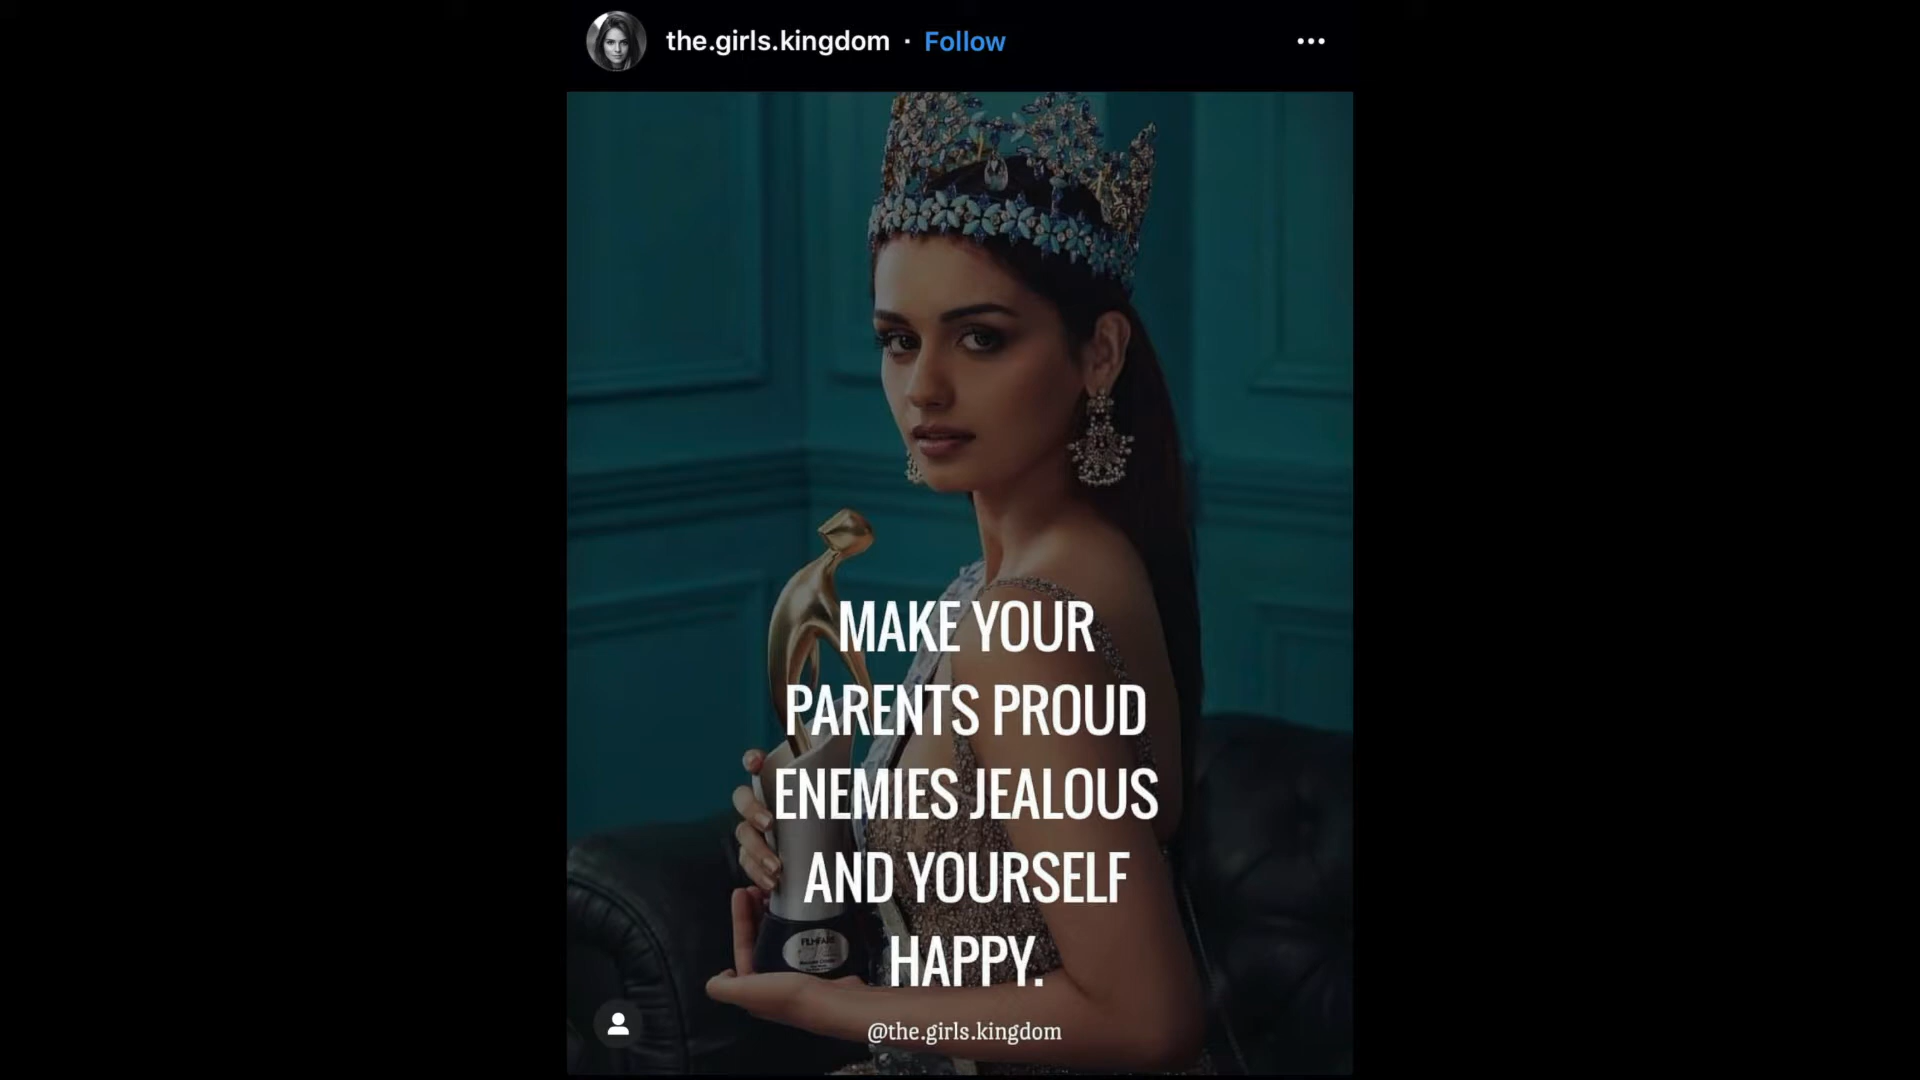 the.girls.kingdom · Follow
MAKE YOUR
PARENTS PROUD
ENEMIES JEALOUS
AND YOURSELF
HAPPY.
@the.girls.kingdom